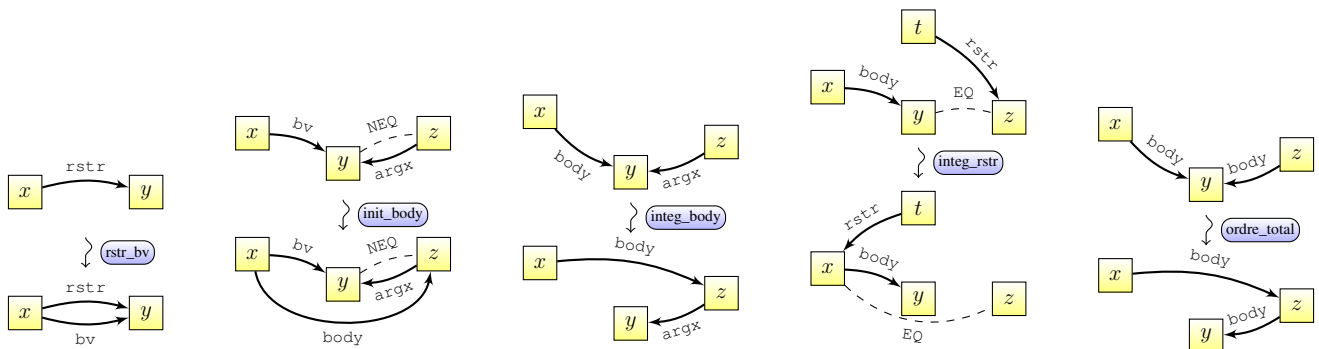 x
rstr
y
rstr_bv
x
rstr
y
bv
x
bv
y
NEQ
z
argx
init_body
x
bv
y
NEQ
z
argx
body
x
body
y
argx
z
integ_body
x
body
z
y
argx
t
rstr
x
body
y
EQ
z
integ_rstr
t
rstr
x
body
y
z
EQ
x
body
y
body
z
ordre_total
x
body
z
y
body